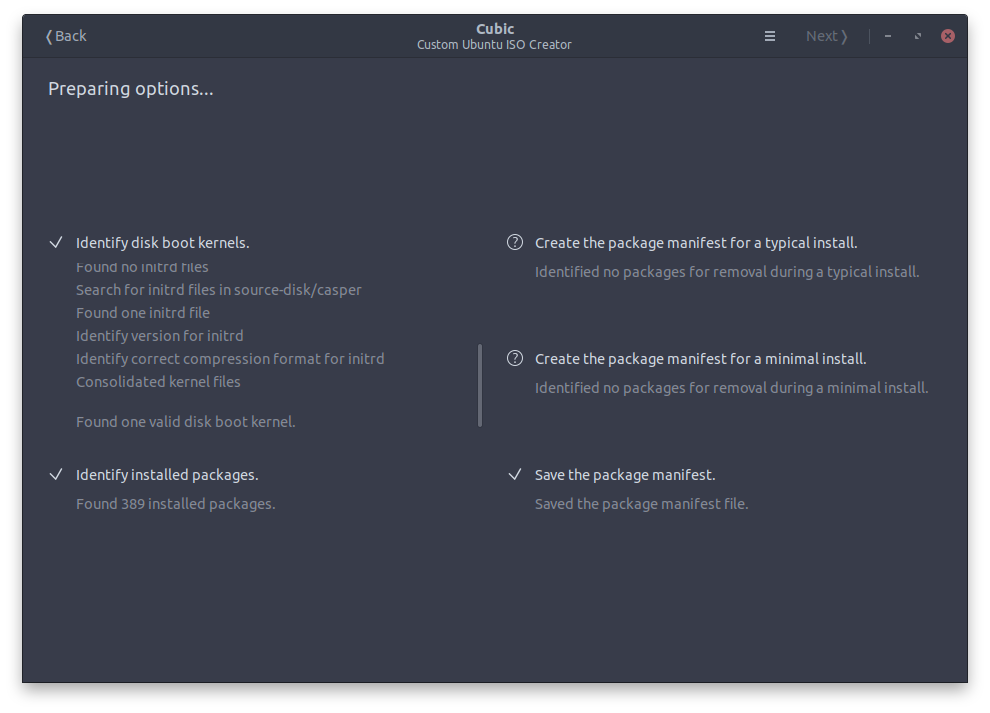 Back
Cubic
Custom Ubuntu ISO Creator
Next
Preparing options...
Identify disk boot kernels.
Found no initrd files
Search for initrd files in source-disk/casper
Found one initrd file
Identify version for initrd
Identify correct compression format for initrd
Consolidated kernel files
Found one valid disk boot kernel.
Identify installed packages.
Found 389 installed packages.
Create the package manifest for a typical install.
Identified no packages for removal during a typical install.
Create the package manifest for a minimal install.
Identified no packages for removal during a minimal install.
Save the package manifest.
Saved the package manifest file.